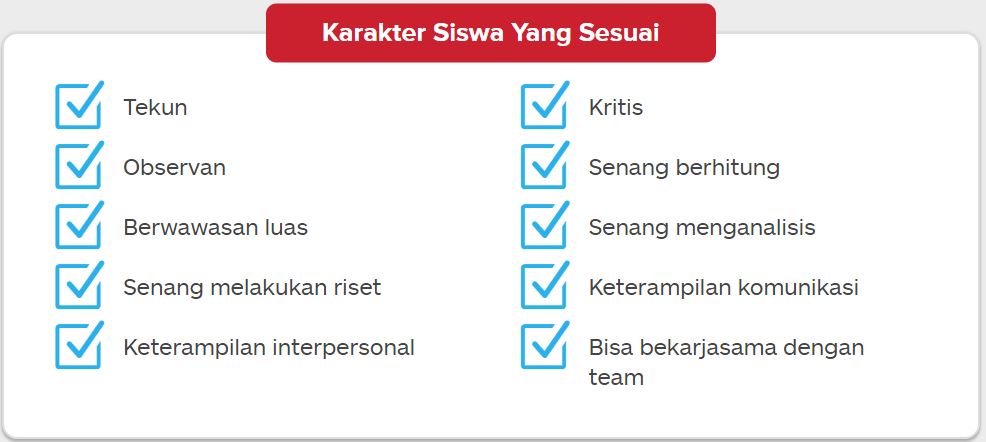 Karakter Siswa Yang Sesuai
Tekun
Observan
Berwawasan luas
Senang melakukan riset
Keterampilan interpersonal
Kritis
Senang berhitung
Senang menganalisis
Keterampilan komunikasi
Bisa bekarjasama dengan
team